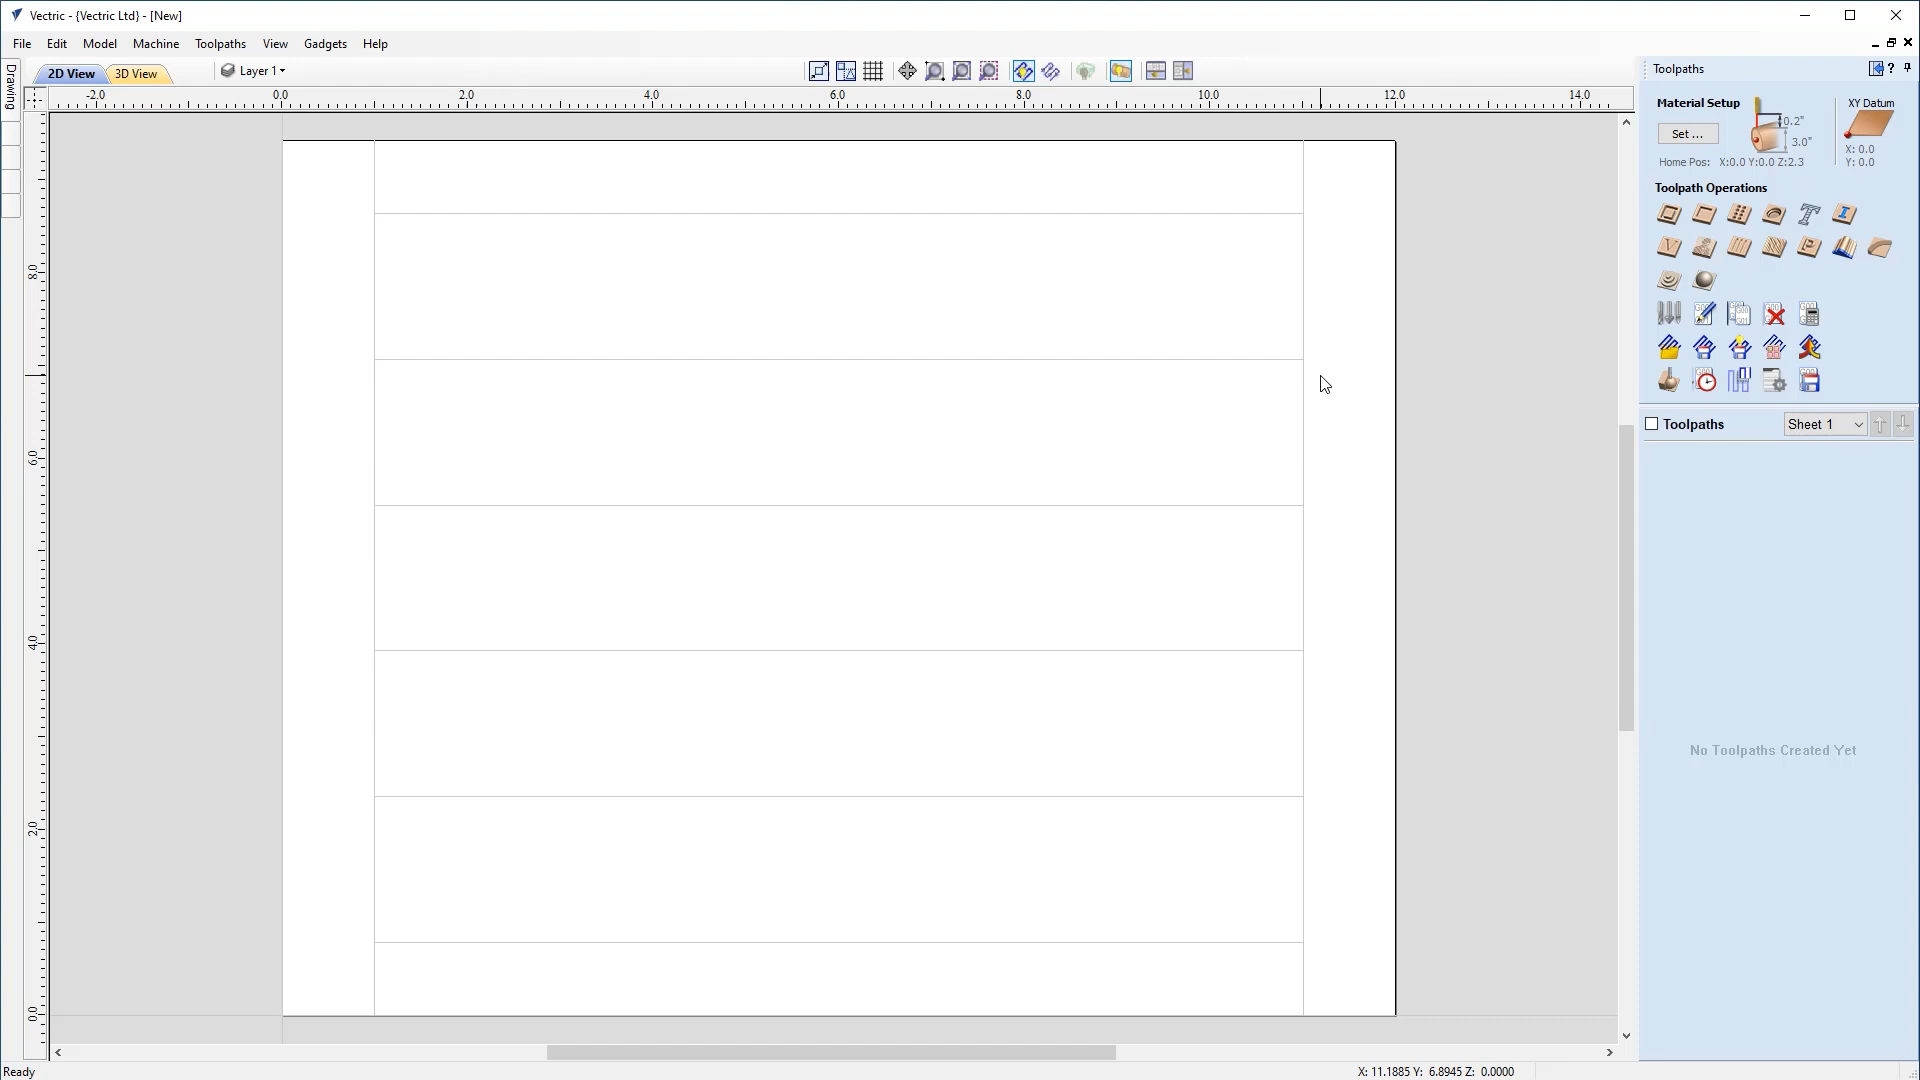 Vectric - {Vectric Ltd} - [New]
File Edit Model Machine Toolpaths View Gadgets Help
Drawing
2D View 3D View Layer 1
-2.0 0.0 2.0 4.0 6.0 8.0 10.0 12.0 14.0
8.0
6.0
4.0
2.0
0.0
Toolpaths ?
Material Setup
Set ...
0.2"
3.0"
Home Pos: X:0.0 Y:0.0 Z:2.3
XY Datum
X: 0.0
Y: 0.0
Toolpath Operations
Toolpaths Sheet 1
No Toolpaths Created Yet
Ready
X: 11.1885 Y: 6.8945 Z: 0.0000